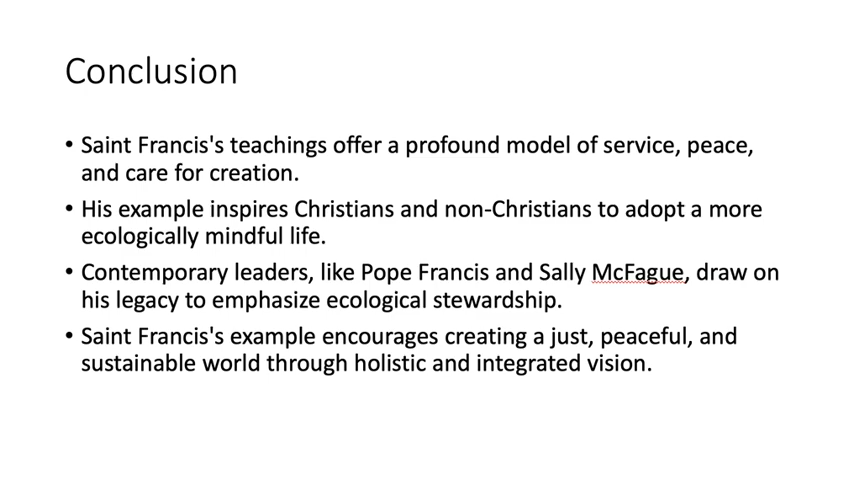 Conclusion
• Saint Francis's teachings offer a profound model of service, peace,
and care for creation.
• His example inspires Christians and non-Christians to adopt a more
ecologically mindful life.
• Contemporary leaders, like Pope Francis and Sally McFague, draw on
his legacy to emphasize ecological stewardship.
• Saint Francis's example encourages creating a just, peaceful, and
sustainable world through holistic and integrated vision.